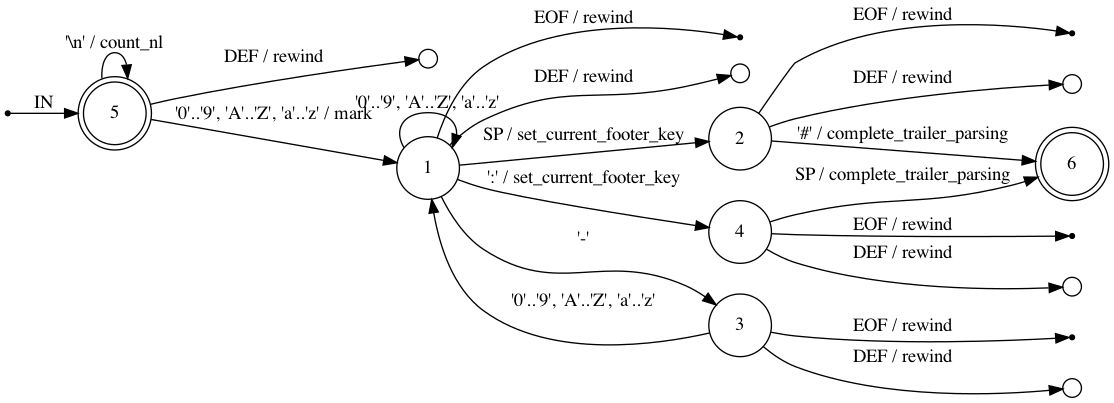 IN
'\n' / count_nl
5
DEF / rewind
'0'..'9', 'A'..'Z', 'a'..'z' / mark
'0'..'9', 'A'..'Z', 'a'..'z'
1
EOF / rewind
DEF / rewind
SP / set_current_footer_key
':' / set_current_footer_key
'-'
'0'..'9', 'A'..'Z', 'a'..'z'
2
4
3
EOF / rewind
DEF / rewind
'#' / complete_trailer_parsing
SP / complete_trailer_parsing
6
EOF / rewind
DEF / rewind
EOF / rewind
DEF / rewind